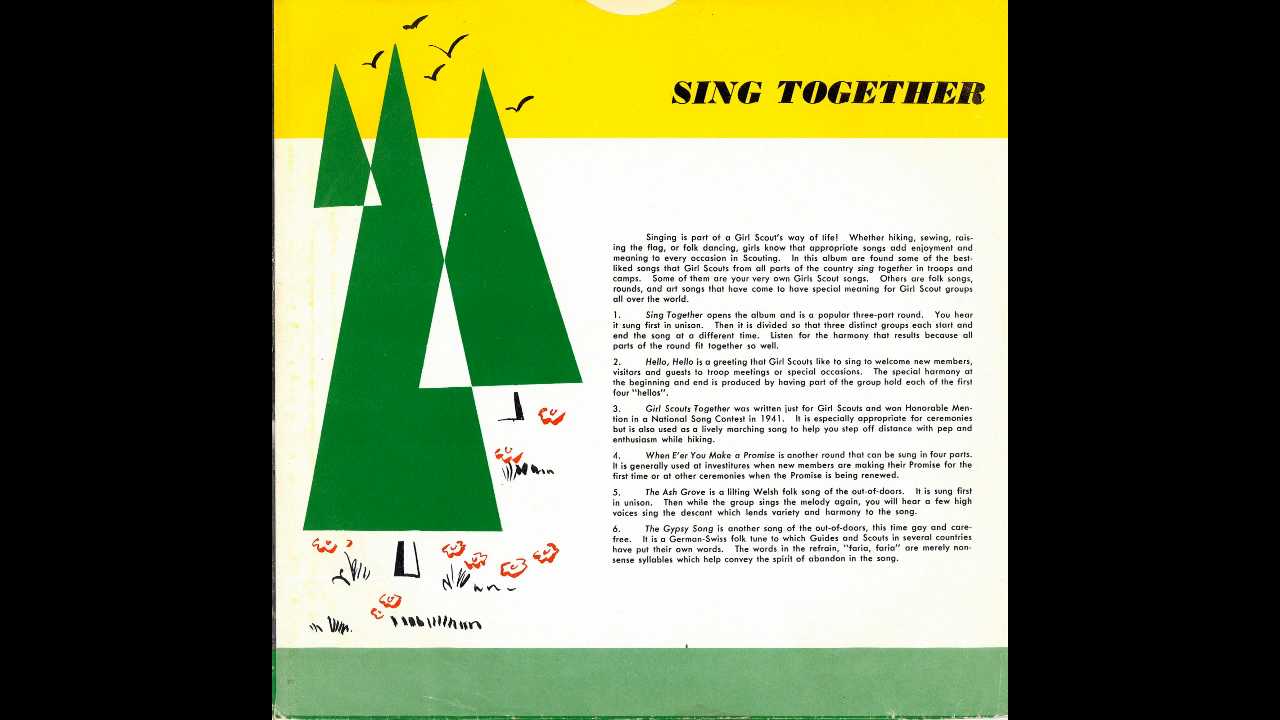 SING TOGETHER
Singing is part of a Girl Scout's way of life! Whether hiking, sewing, rais-
ing the flag, or folk dancing, girls know that appropriate songs add enjoyment and
meaning to every occasion in Scouting. In this album are found some of the best-
liked songs that Girl Scouts from all parts of the country sing together in troops and
camps. Some of them are your very own Girls Scout songs. Others are folk songs,
rounds, and art songs that have come to have special meaning for Girl Scout groups
all over the world.
1. Sing Together opens the album and is a popular three-part round. You hear
it sung first in unison. Then it is divided so that three distinct groups each start and
end the song at a different time. Listen for the harmony that results because all
parts of the round fit together so well.
2. Hello, Hello is a greeting that Girl Scouts like to sing to welcome new members,
visitors and guests to troop meetings or special occasions. The special harmony at
the beginning and end is produced by having part of the group hold each of the first
four "hellos".
3. Girl Scouts Together was written just for Girl Scouts and won Honorable Men-
tion in a National Song Contest in 1941. It is especially appropriate for ceremonies
but is also used as a lively marching song to help you step off distance with pep and
enthusiasm while hiking.
4. When E'er You Make a Promise is another round that can be sung in four parts.
It is generally used at investitures when new members are making their Promise for the
first time or at other ceremonies when the Promise is being renewed.
5. The Ash Grove is a lilting Welsh folk song of the out-of-doors. It is sung first
in unison. Then while the group sings the melody again, you will hear a few high
voices sing the descant which lends variety and harmony to the song.
6. The Gypsy Song is another song of the out-of-doors, this time gay and care-
free. It is a German-Swiss folk tune to which Guides and Scouts in several countries
have put their own words. The words in the refrain, "faria, faria" are merely non-
sense syllables which help convey the spirit of abandon in the song.